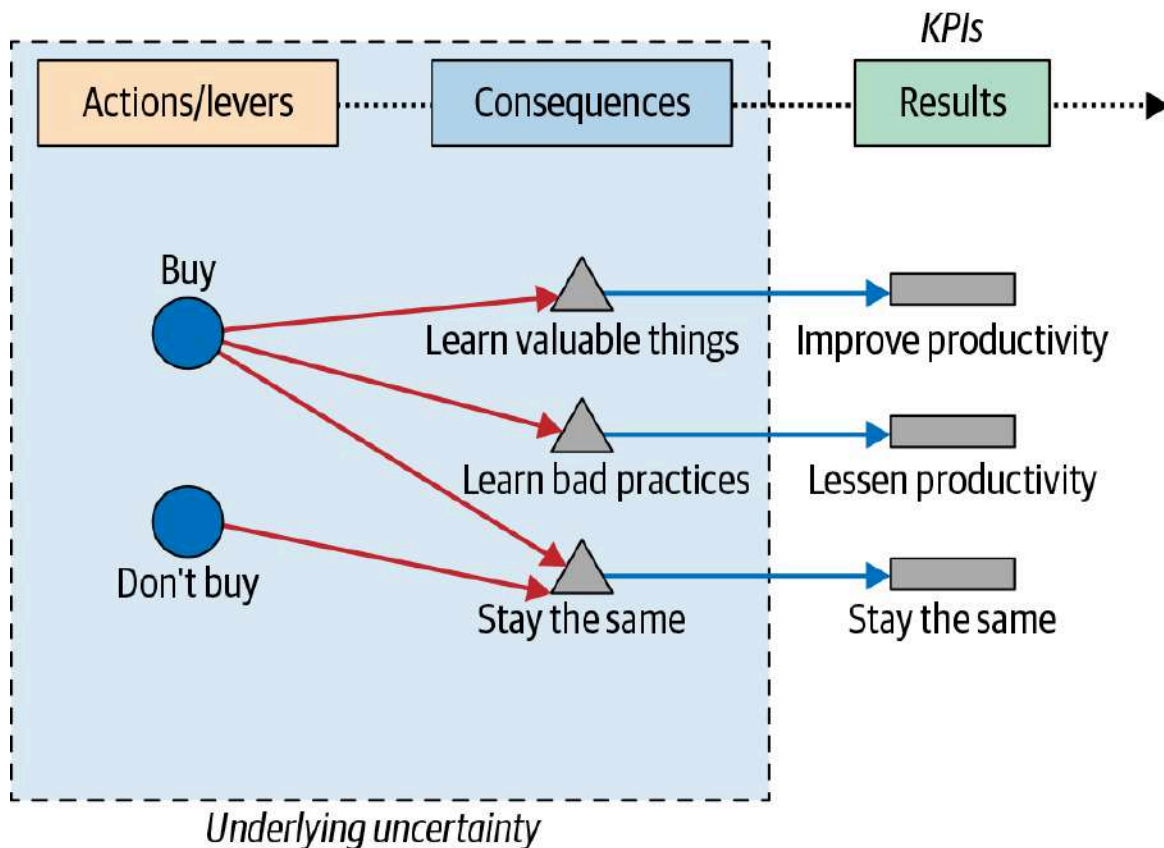 KPIs
Actions/levers
Consequences
Results
Buy
Learn valuable things
Improve productivity
Learn bad practices
Lessen productivity
Don't buy
Stay the same
Stay the same
Underlying uncertainty